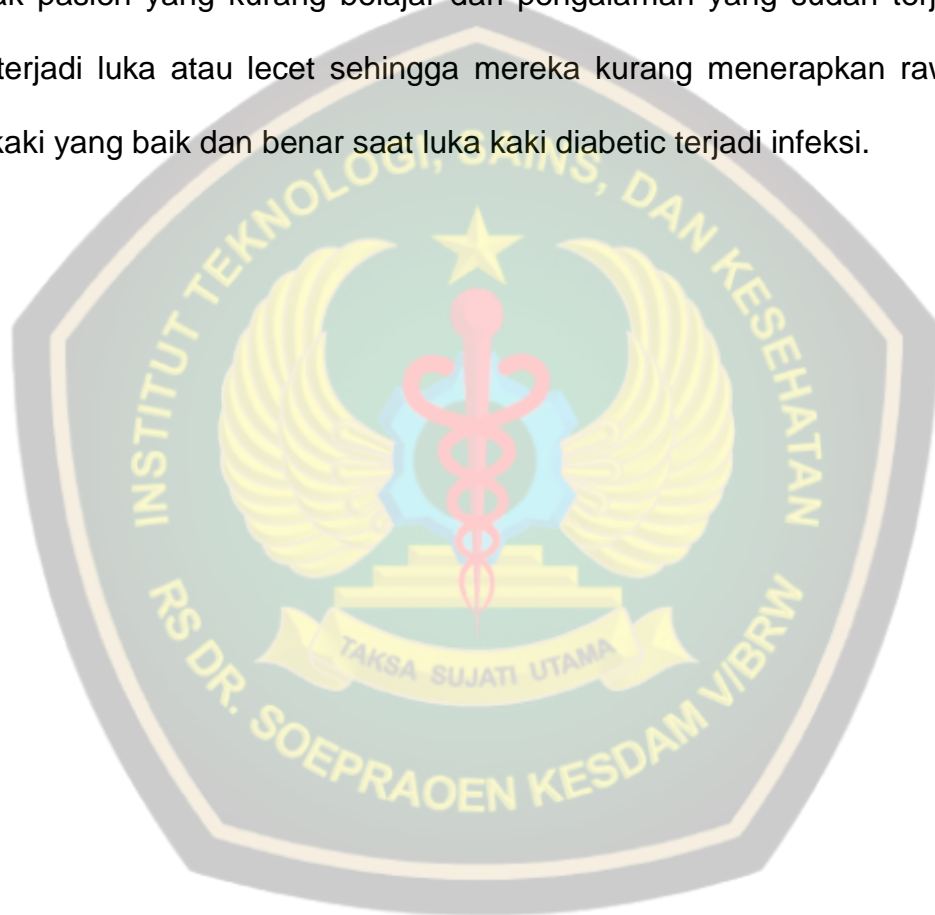 pasien yang kurang belajar dari pengalaman yang sudah
terjadi luka atau lecet sehingga mereka kurang menerapkan
kaki yang baik dan benar saat luka kaki diabetic terjadi infeksi.
INSTITUT TEKNOLOGI, SAINS, DAN KESEHATAN
TAKSA SUJATI UTAMA
RS DR. SOEPRAOEN KESDAM V/BRW